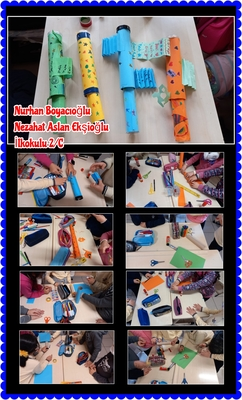 Nurhan Boyacıoğlu
Nezahat Aslan Ekşioğlu
İlkokulu 2/C